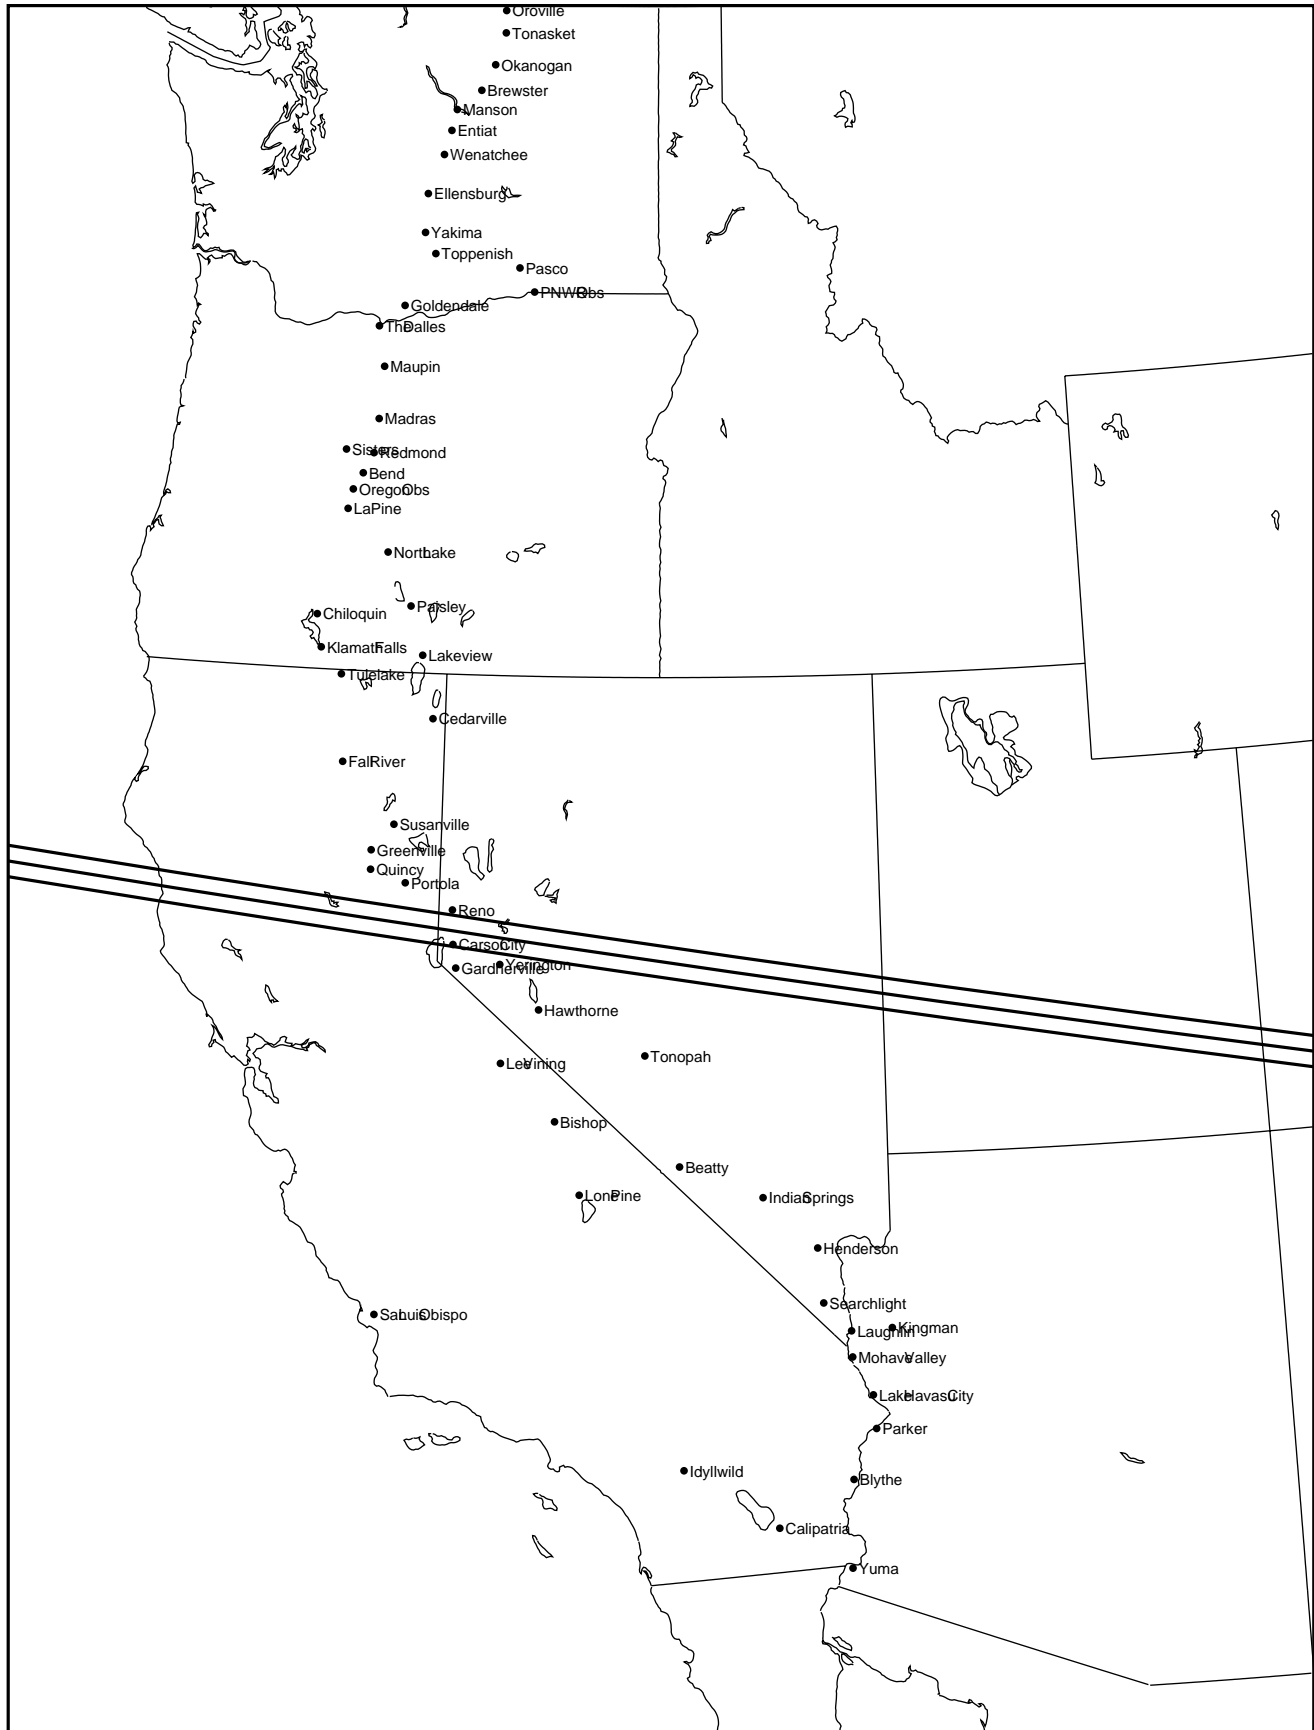 Oroville
Tonasket
Okanogan
Brewster
Manson
Entiat
Wenatchee
Ellensburg
Yakima
Toppenish
Pasco
PNWRObs
Goldendale
TheDalles
Maupin
Madras
Sisters
Redmond
Bend
OregonObs
LaPine
NorthLake
Paisley
Chiloquin
KlamathFalls
Lakeview
Tulelake
Cedarville
FallRiver
Susanville
Greenville
Quincy
Portola
Reno
CarsonCity
Yerington
Gardnerville
Hawthorne
Tonopah
LeeVining
Bishop
Beatty
LonePine
IndianSprings
Henderson
Searchlight
SanLuisObispo
Kingman
Laughlin
MohaveValley
LakeHavasuCity
Parker
Idyllwild
Blythe
Calipatria
Yuma